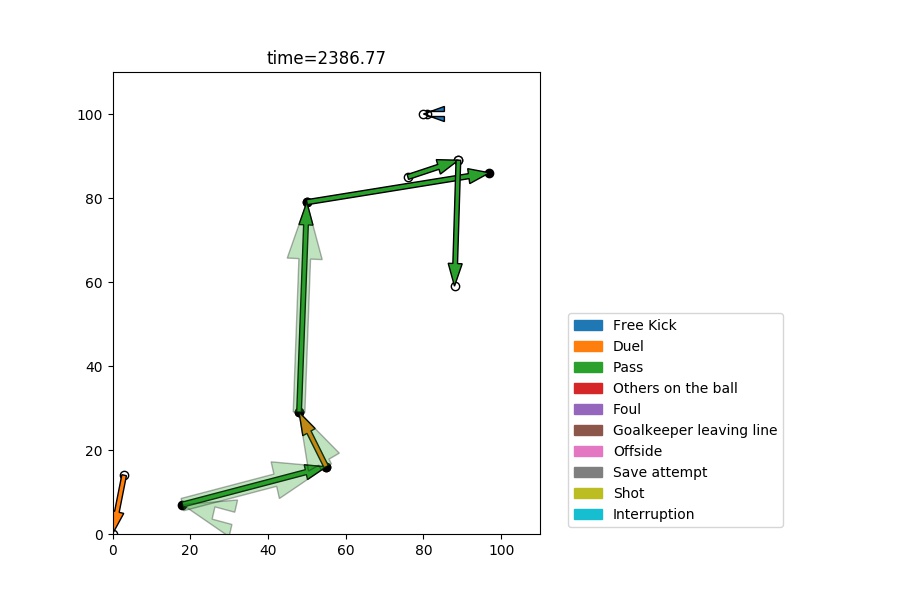 time=2386.77
100
80
60
40
20
0
0
20
40
60
80
100
Free Kick
Duel
Pass
Others on the ball
Foul
Goalkeeper leaving line
Offside
Save attempt
Shot
Interruption